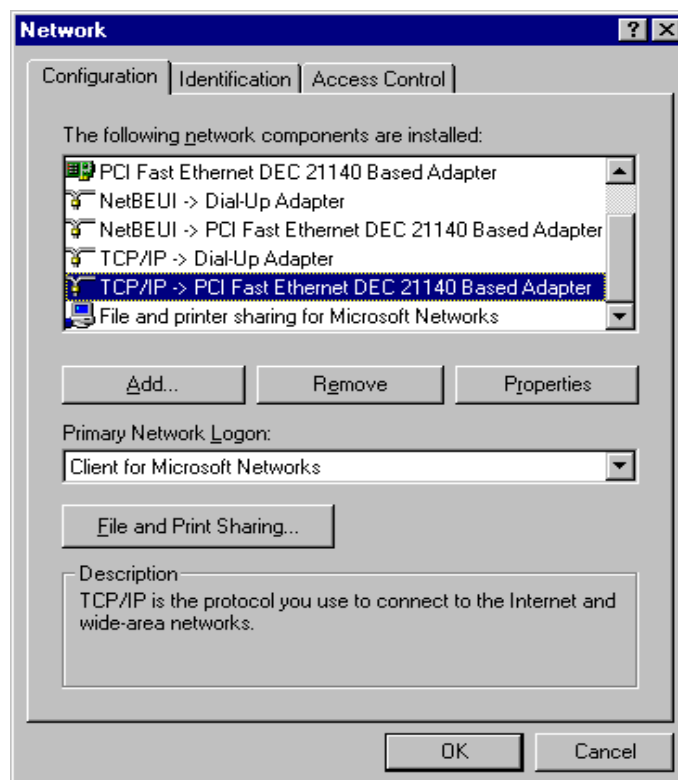 Network
Configuration Identification Access Control
The following network components are installed:
PCI Fast Ethernet DEC 21140 Based Adapter
NetBEUI -> Dial-Up Adapter
NetBEUI -> PCI Fast Ethernet DEC 21140 Based Adapter
TCP/IP -> Dial-Up Adapter
TCP/IP -> PCI Fast Ethernet DEC 21140 Based Adapter
File and printer sharing for Microsoft Networks
Add... Remove Properties
Primary Network Logon:
Client for Microsoft Networks
File and Print Sharing...
Description
TCP/IP is the protocol you use to connect to the Internet and
wide-area networks.
OK Cancel